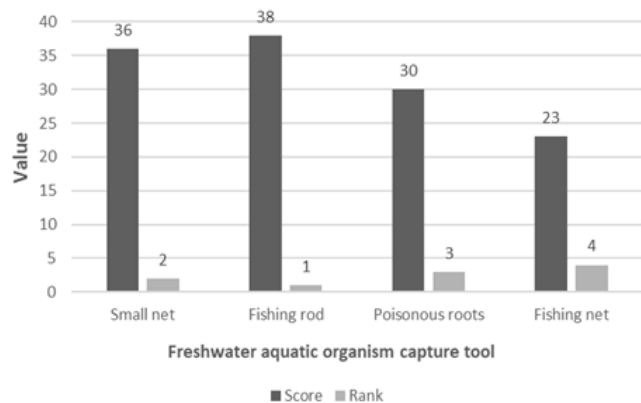 40
35
30
25
20
15
10
5
0
Value
36
2
38
1
30
3
23
4
Small net
Fishing rod
Poisonous roots
Fishing net
Freshwater aquatic organism capture tool
Score
Rank